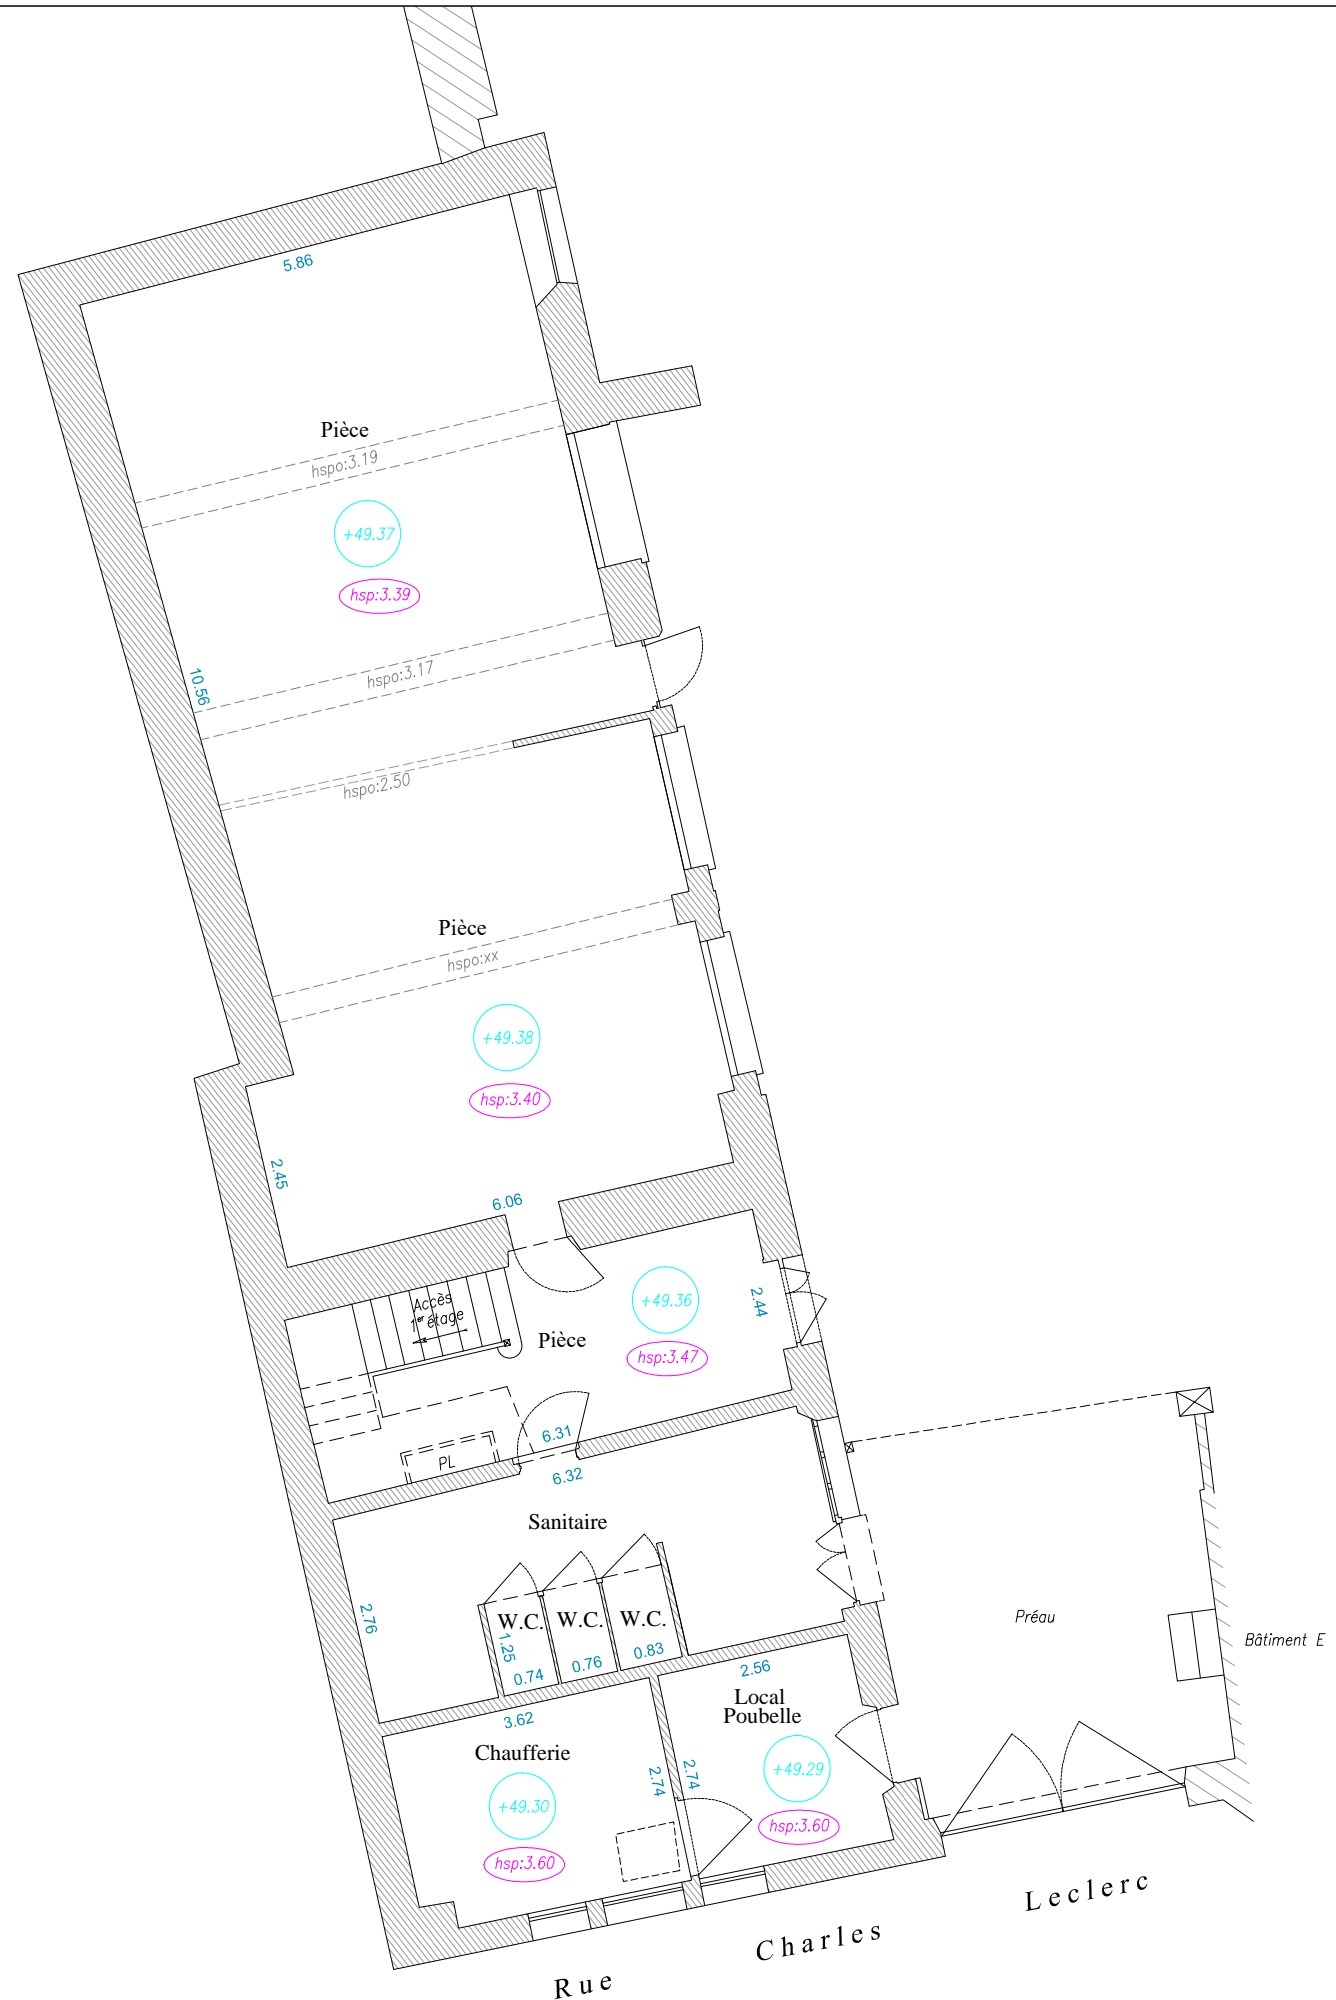 5.86
Pièce
hspo:3.19
+49.37
hsp:3.39
10.56
hspo:3.17
hspo:2.50
Pièce
hspo:xx
+49.38
hsp:3.40
2.45
6.06
Accès
1er étage
+49.36
2.44
Pièce
hsp:3.47
6.31
PL
6.32
Sanitaire
2.76
W.C.
W.C.
W.C.
1.25
0.74
0.76
0.83
Préau
Bâtiment E
2.56
Local
Poubelle
3.62
Chaufferie
2.74
2.74
+49.29
+49.30
hsp:3.60
hsp:3.60
Rue Charles Leclerc